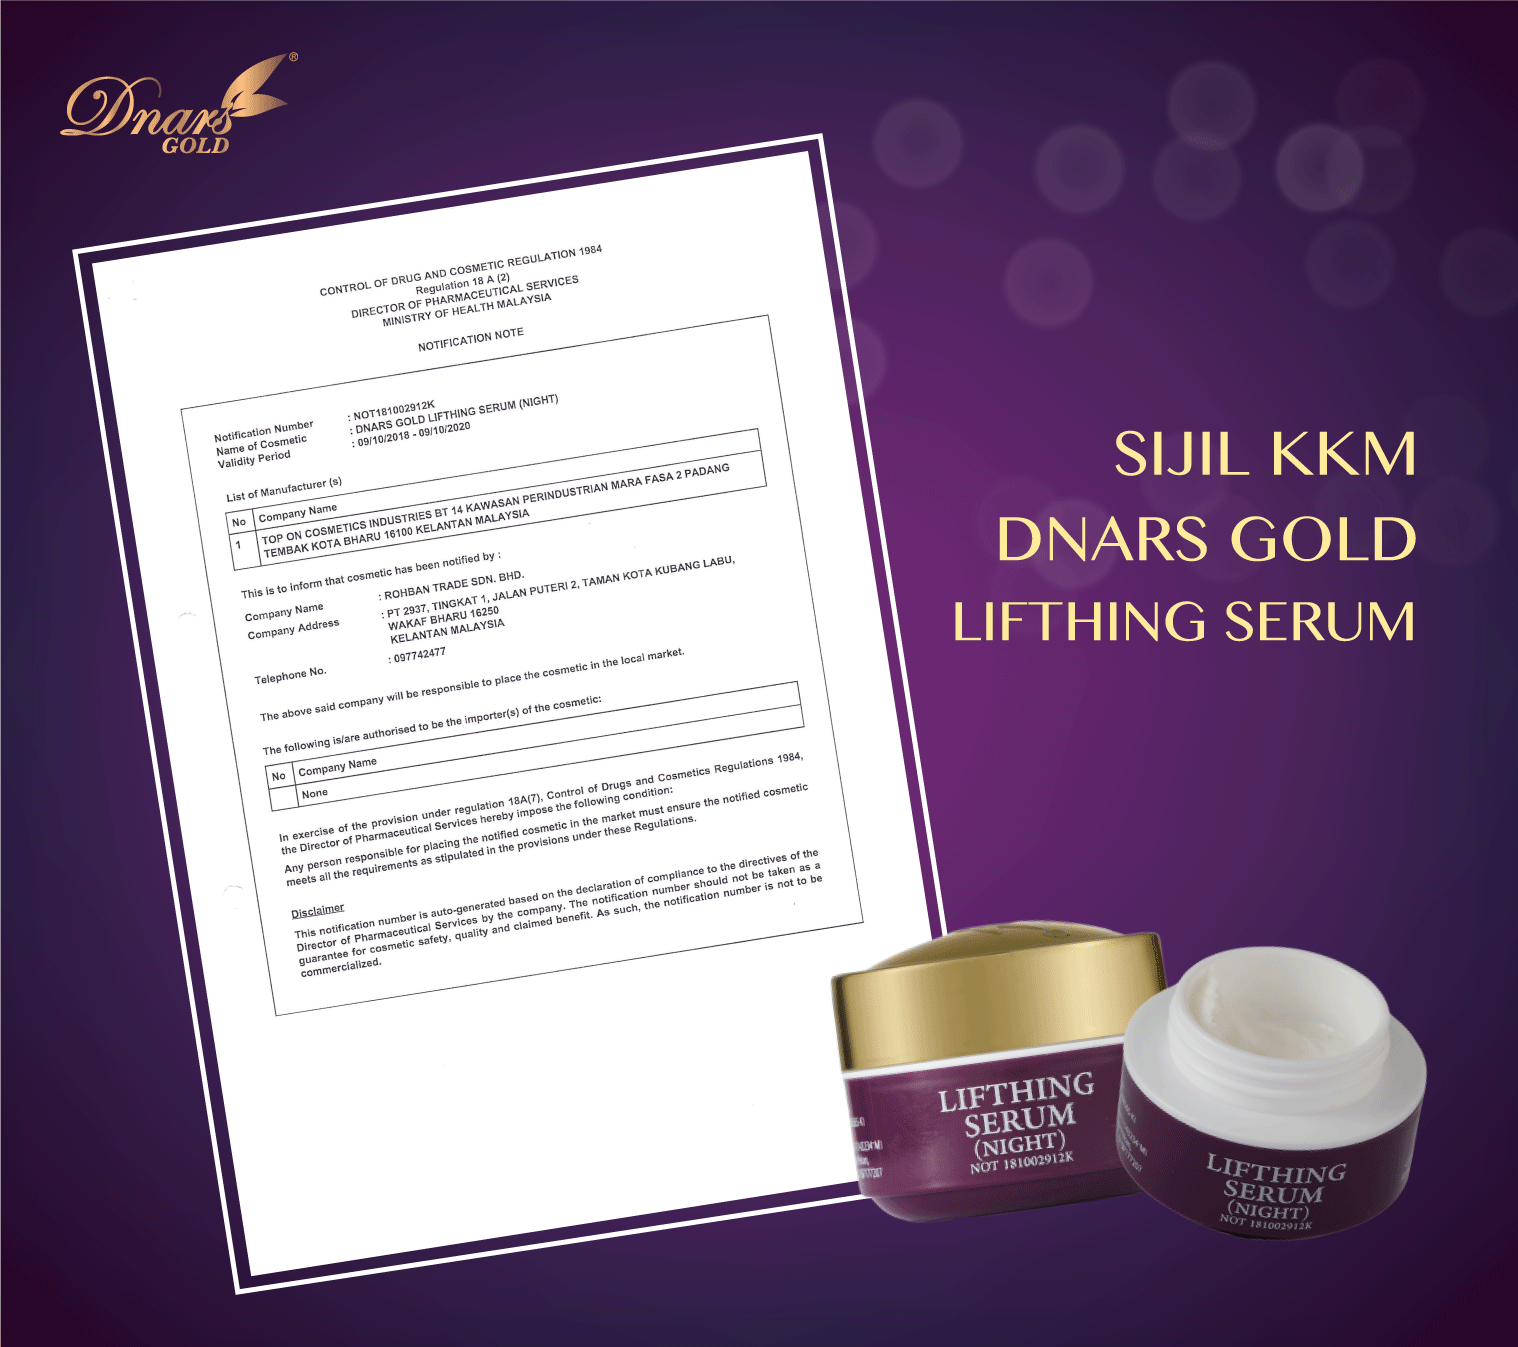 Dnars®
GOLD
CONTROL OF DRUG AND COSMETIC REGULATION 1984
Regulation 18 A (2)
DIRECTOR OF PHARMACEUTICAL SERVICES
MINISTRY OF HEALTH MALAYSIA
NOTIFICATION NOTE
Notification Number : NOT181002912K
Name of Cosmetic : DNARS GOLD LIFTHING SERUM (NIGHT)
Validity Period : 09/10/2018 - 09/10/2020
List of Manufacturer (s)
No Company Name
1 TOP ON COSMETICS INDUSTRIES BT 14 KAWASAN PERINDUSTRIAN MARA FASA 2 PADANG
TEMBAK KOTA BHARU 16100 KELANTAN MALAYSIA
This is to inform that cosmetic has been notified by :
Company Name : ROHBAN TRADE SDN. BHD.
Company Address : PT 2937, TINGKAT 1, JALAN PUTERI 2, TAMAN KOTA KUBANG LABU,
WAKAF BHARU 16250
KELANTAN MALAYSIA
Telephone No. : 097742477
The above said company will be responsible to place the cosmetic in the local market.
The following is/are authorised to be the importer(s) of the cosmetic:
No Company Name
None
In exercise of the provision under regulation 18A(7), Control of Drugs and Cosmetics Regulations 1984,
the Director of Pharmaceutical Services hereby impose the following condition:
Any person responsible for placing the notified cosmetic in the market must ensure the notified cosmetic
meets all the requirements as stipulated in the provisions under these Regulations.
Disclaimer
This notification number is auto-generated based on the declaration of compliance to the directives of the
Director of Pharmaceutical Services by the company. The notification number should not be taken as a
guarantee for cosmetic safety, quality and claimed benefit. As such, the notification number is not to be
commercialized.
SIJIL KKM
DNARS GOLD
LIFTHING SERUM
LIFTHING
SERUM
(NIGHT)
NOT 181002912K
LIFTHING
SERUM
(NIGHT)
NOT 181002912K